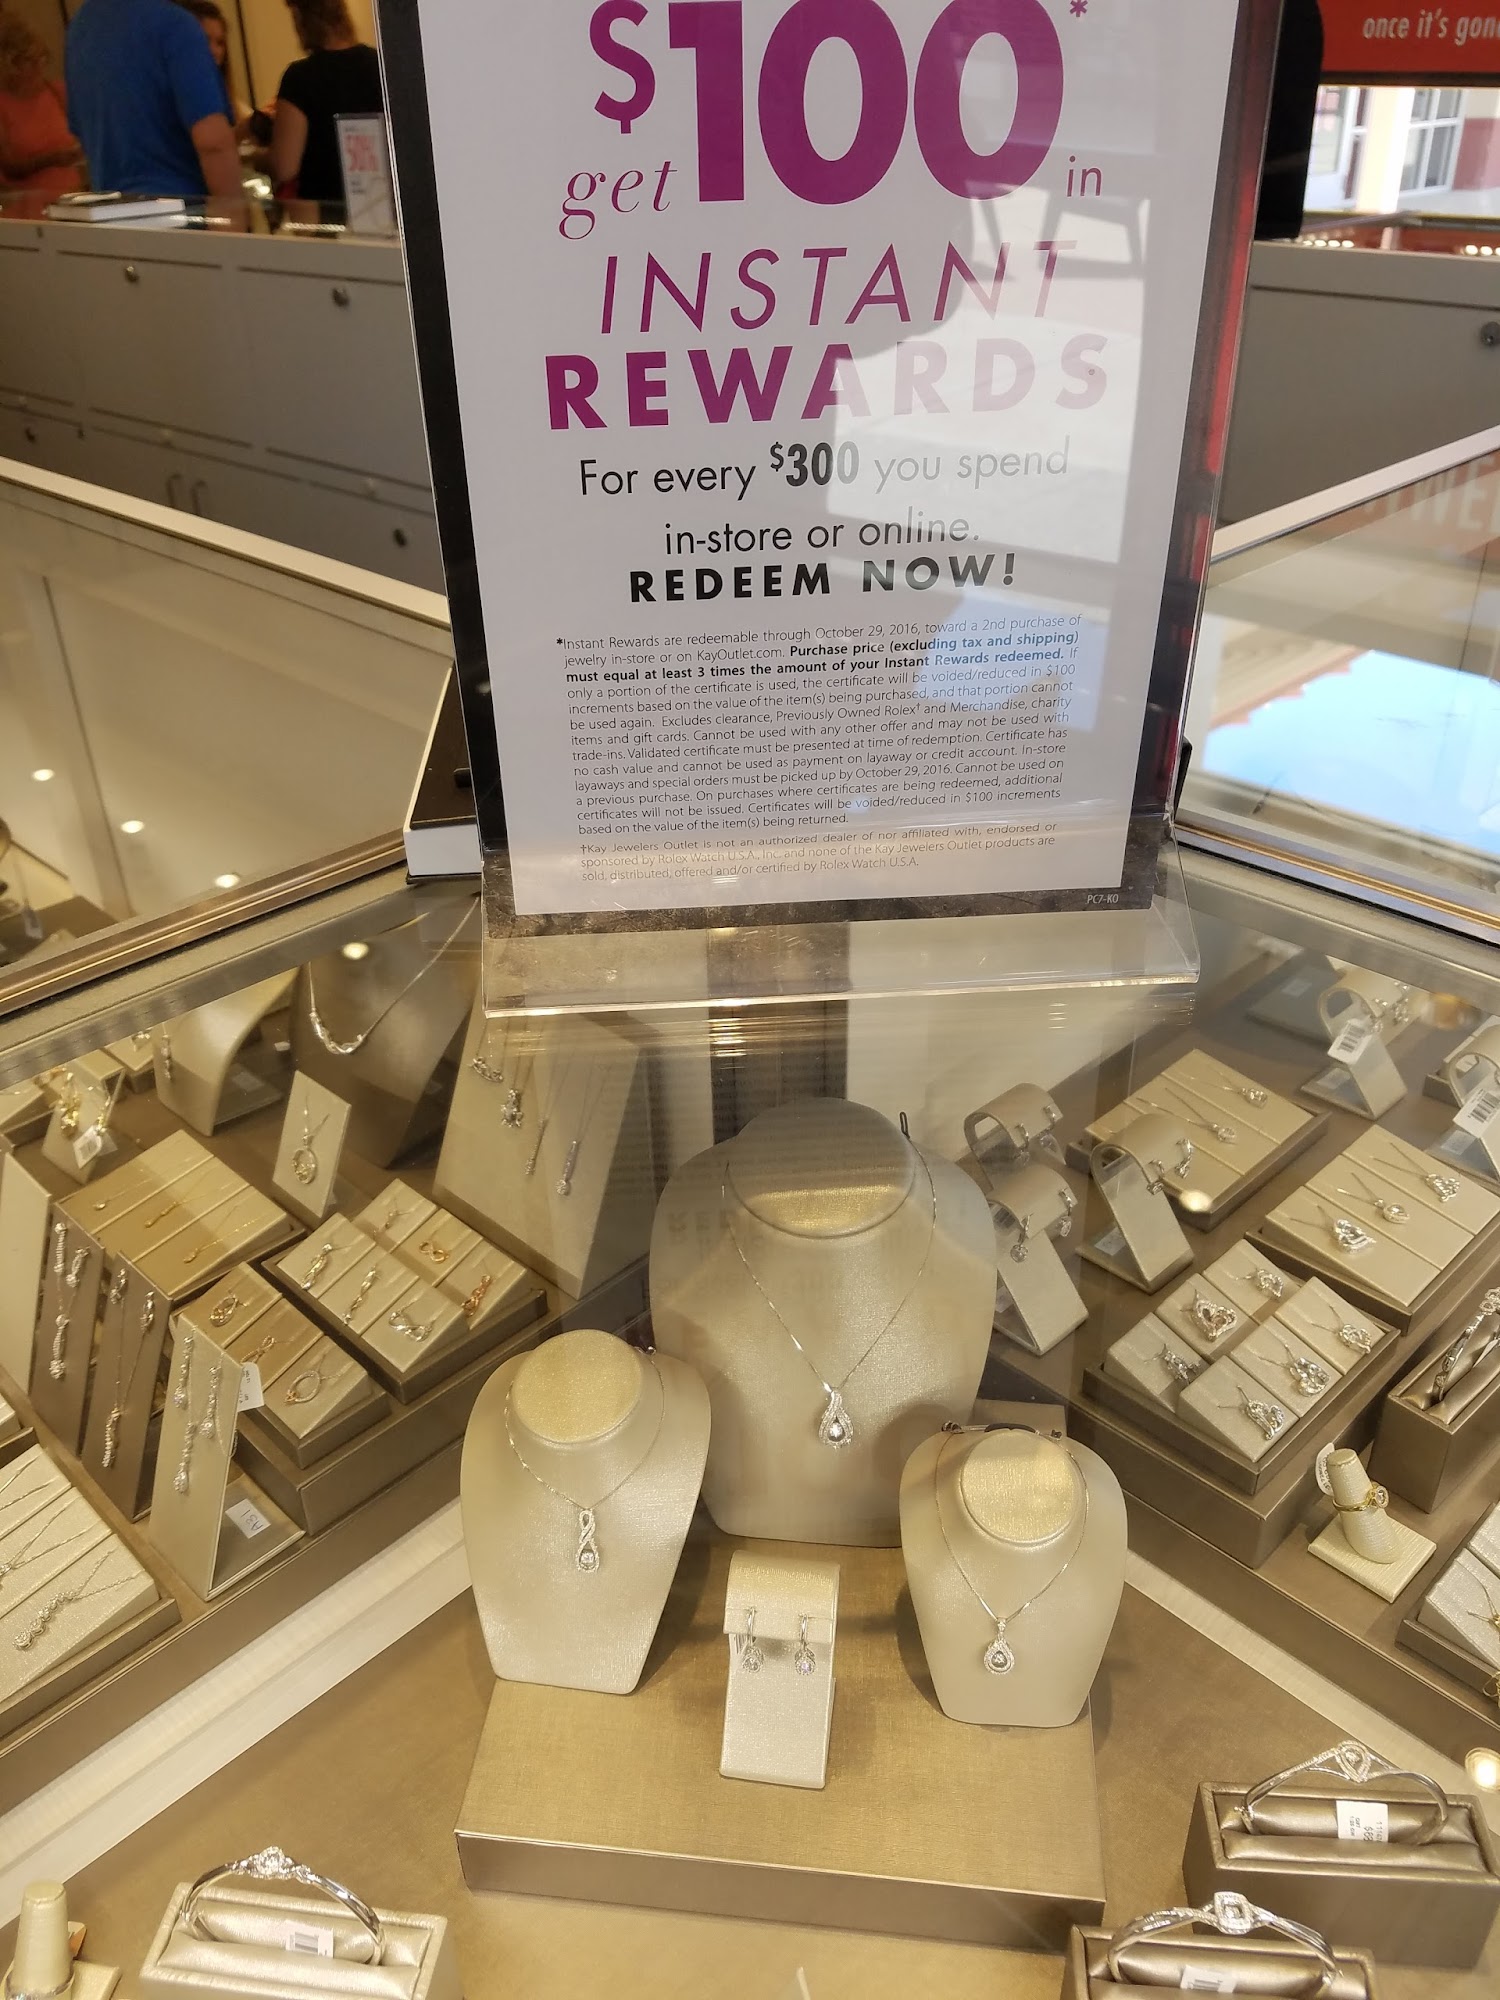 once it's
50%
$100*
get in
INSTANT
REWARDS
For every $300 you spend
in-store or online.
REDEEM NOW!
*Instant Rewards are redeemable through October 29, 2016, toward a 2nd purchase of
jewelry in-store or on KayOutlet.com. Purchase price (excluding tax and shipping)
must equal at least 3 times the amount of your Instant Rewards redeemed. If
only a portion of the certificate is used, the certificate will be voided/reduced in $100
increments based on the value of the item(s) being purchased, and that portion cannot
be used again. Excludes clearance, Previously Owned Rolex† and Merchandise, charity
items and gift cards. Cannot be used with any other offer and may not be used with
trade-ins. Validated certificate must be presented at time of redemption. Certificate has
no cash value and cannot be used as payment on layaway or credit account. In-store
layaways and special orders must be picked up by October 29, 2016. Cannot be used on
a previous purchase. On purchases where certificates are being redeemed, additional
certificates will not be issued. Certificates will be voided/reduced in $100 increments
based on the value of the item(s) being returned.
†Kay Jewelers Outlet is not an authorized dealer of nor affiliated with, endorsed or
sponsored by Rolex Watch U.S.A., Inc. and none of the Kay Jewelers Outlet products are
sold, distributed, offered and/or certified by Rolex Watch U.S.A.
PC7-KO